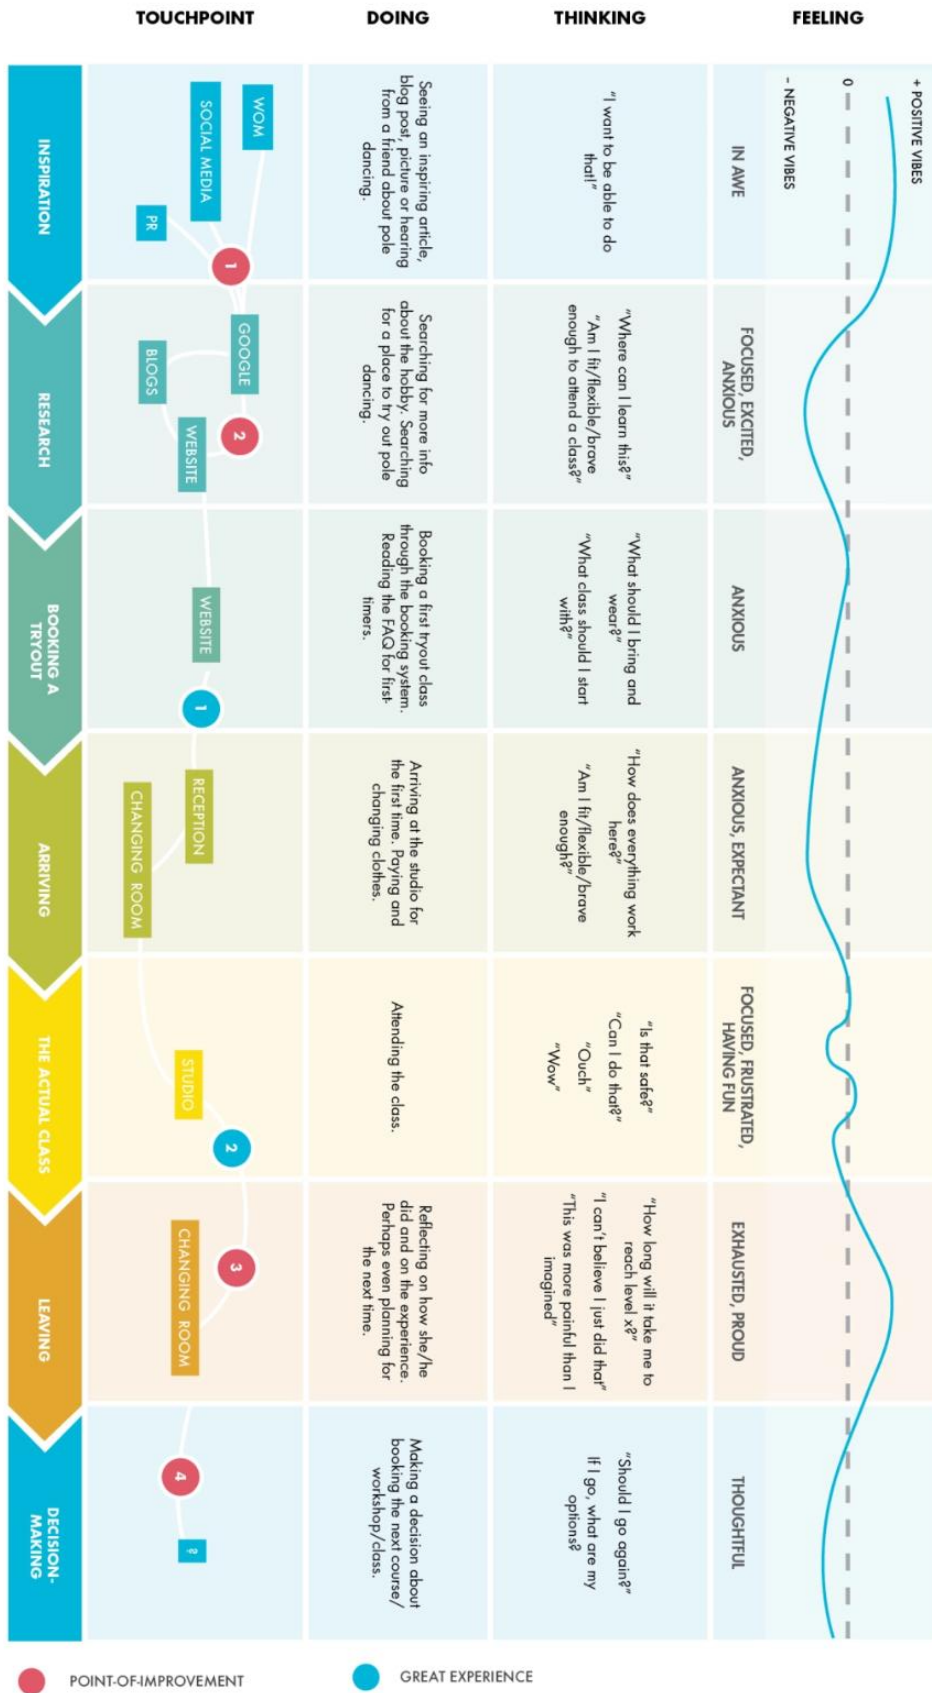 TOUCHPOINT
DOING
THINKING
FEELING
INSPIRATION
WOM
SOCIAL MEDIA
PR
1
Seeing an inspiring article,
blog post, picture or hearing
from a friend about pole
dancing.
"I want to be able to do
that!"
IN AWE
+ POSITIVE VIBES
0
- NEGATIVE VIBES
RESEARCH
GOOGLE
BLOGS
2
WEBSITE
Searching for more info
about the hobby. Searching
for a place to try out pole
dancing.
"Where can I learn this?"
"Am I fit/flexible/brave
enough to attend a class?"
FOCUSED, EXCITED,
ANXIOUS
BOOKING A
TRYOUT
WEBSITE
1
Booking a first tryout class
through the booking system.
Reading the FAQ for first-
timers.
"What should I bring and
wear?"
"What class should I start
with?"
ANXIOUS
ARRIVING
RECEPTION
CHANGING ROOM
Arriving at the studio for
the first time. Paying and
changing clothes.
"How does everything work
here?"
"Am I fit/flexible/brave
enough?"
ANXIOUS, EXPECTANT
THE ACTUAL CLASS
STUDIO
2
Attending the class.
"Is that safe?"
"Can I do that?"
"Ouch"
"Wow"
FOCUSED, FRUSTRATED,
HAVING FUN
LEAVING
3
CHANGING ROOM
Reflecting on how she/he
did and on the experience.
Perhaps even planning for
the next time.
"How long will it take me to
reach level x?"
"I can't believe I just did that"
"This was more painful than I
imagined"
EXHAUSTED, PROUD
DECISION-
MAKING
4
?
Making a decision about
booking the next course/
workshop/class.
"Should I go again?"
If I go, what are my
options?
THOUGHTFUL
POINT-OF-IMPROVEMENT
GREAT EXPERIENCE